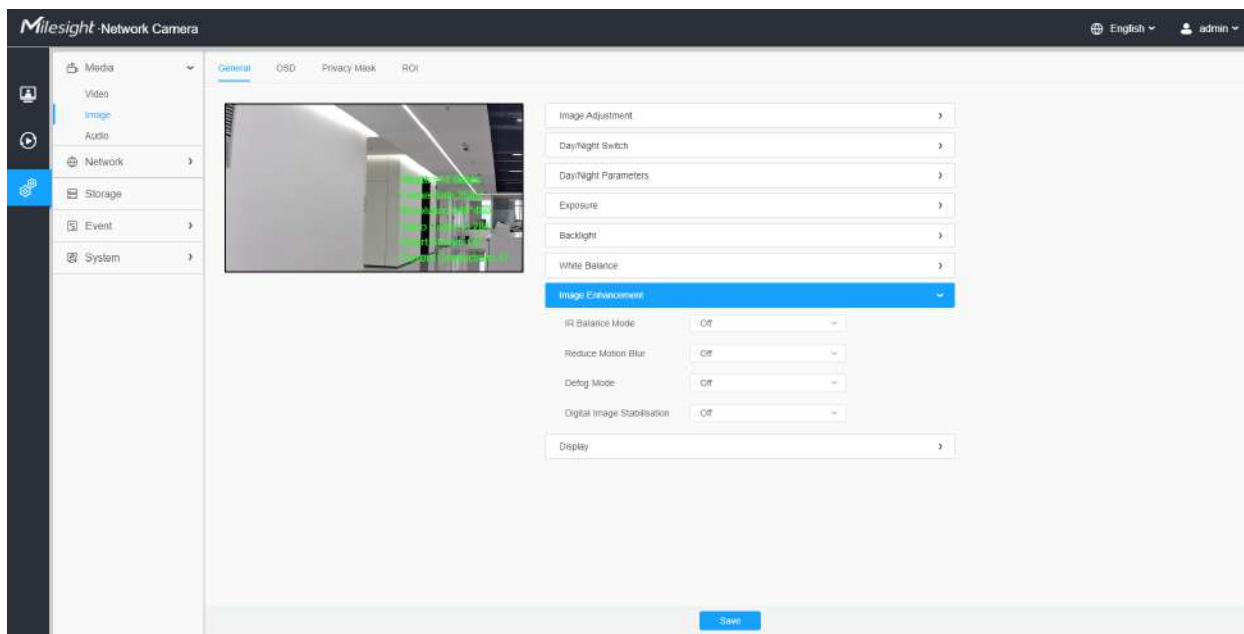 Milesight ·Network Camera
English
admin
Media
Video
Image
Audio
Network
Storage
Event
System
General OSD Privacy Mask ROI
Image Adjustment
Day/Night Switch
Day/Night Parameters
Exposure
Backlight
White Balance
Image Enhancement
IR Balance Mode Off
Reduce Motion Blur Off
Defog Mode Off
Digital Image Stabilisation Off
Display
Save